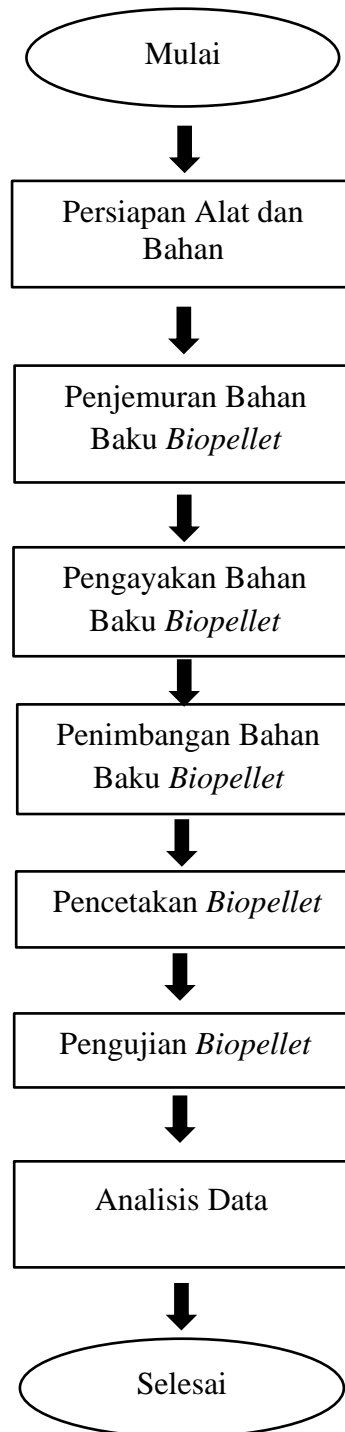 Mulai
Persiapan Alat dan
Bahan
Penjemuran Bahan
Baku Biopellet
Pengayakan Bahan
Baku Biopellet
Penimbangan Bahan
Baku Biopellet
Pencetakan Biopellet
Pengujian Biopellet
Analisis Data
Selesai